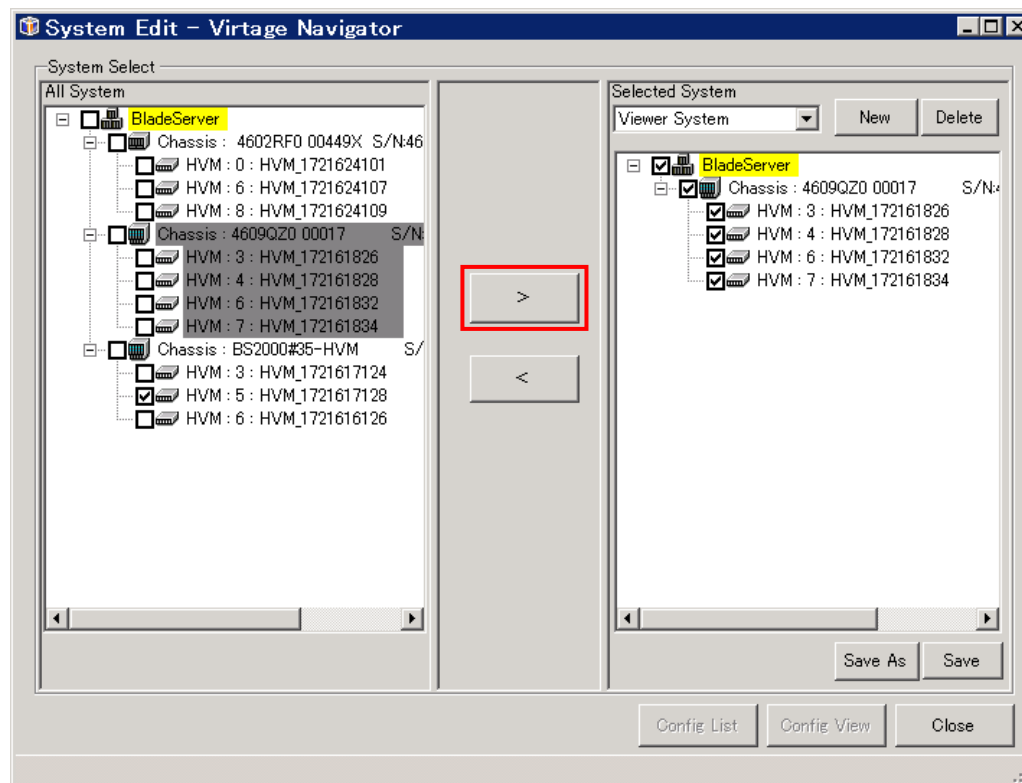 System Edit - Virtage Navigator
System Select
All System
BladeServer
Chassis : 4602RF0 00449X S/N:46
HVM : 0 : HVM_1721624101
HVM : 6 : HVM_1721624107
HVM : 8 : HVM_1721624109
Chassis : 4609QZ0 00017 S/N:
HVM : 3 : HVM_172161826
HVM : 4 : HVM_172161828
HVM : 6 : HVM_172161832
HVM : 7 : HVM_172161834
Chassis : BS2000#35-HVM S/
HVM : 3 : HVM_1721617124
HVM : 5 : HVM_1721617128
HVM : 6 : HVM_1721616126
>
<
Selected System
Viewer System
New
Delete
BladeServer
Chassis : 4609QZ0 00017 S/N:4
HVM : 3 : HVM_172161826
HVM : 4 : HVM_172161828
HVM : 6 : HVM_172161832
HVM : 7 : HVM_172161834
Save As
Save
Config List
Config View
Close